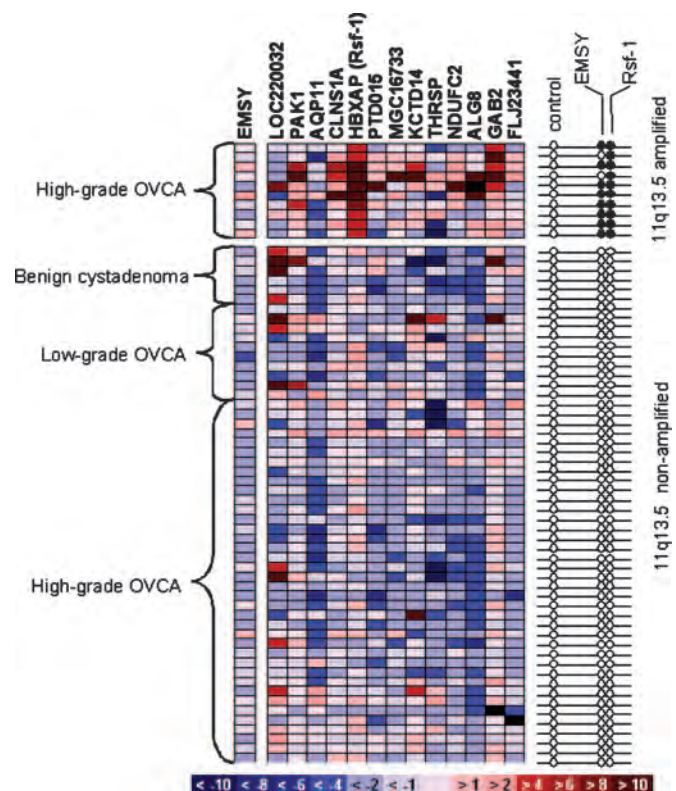 EMSY
LOC220032
PAK1
AQP11
CLNS1A
HBXAP (Rsf-1)
PTD015
MGC16733
KCTD14
THRSP
NDUFC2
ALG8
GAB2
FLJ23441
control
EMSY
Rsf-1
High-grade OVCA
Benign cystadenoma
Low-grade OVCA
High-grade OVCA
11q13.5 amplified
11q13.5 non-amplified
< -10 < -8 < -6 < -4 < -2 < -1 > 1 > 2 > 4 > 6 > 8 > 10